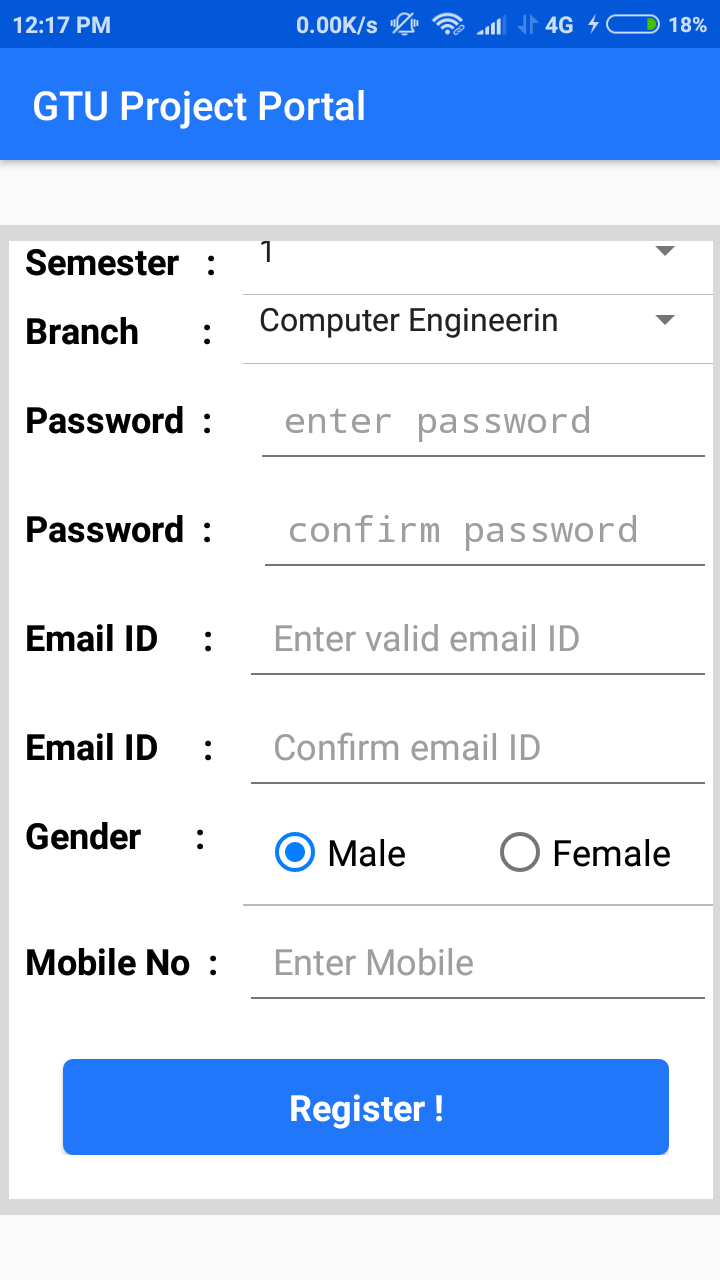 12:17 PM 0.00K/s 4G 18%
GTU Project Portal
Semester : 1
Branch : Computer Engineerin
Password : enter password
Password : confirm password
Email ID : Enter valid email ID
Email ID : Confirm email ID
Gender : Male Female
Mobile No : Enter Mobile
Register !